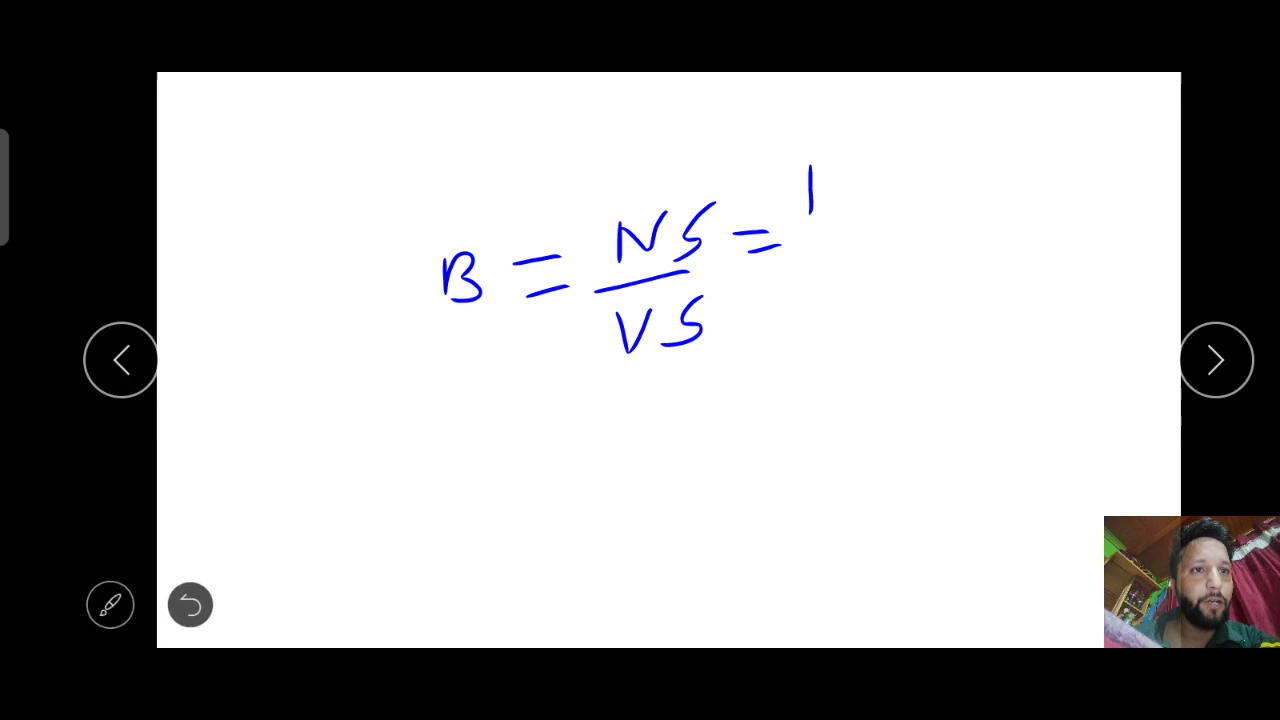 B = NS/VS = 1